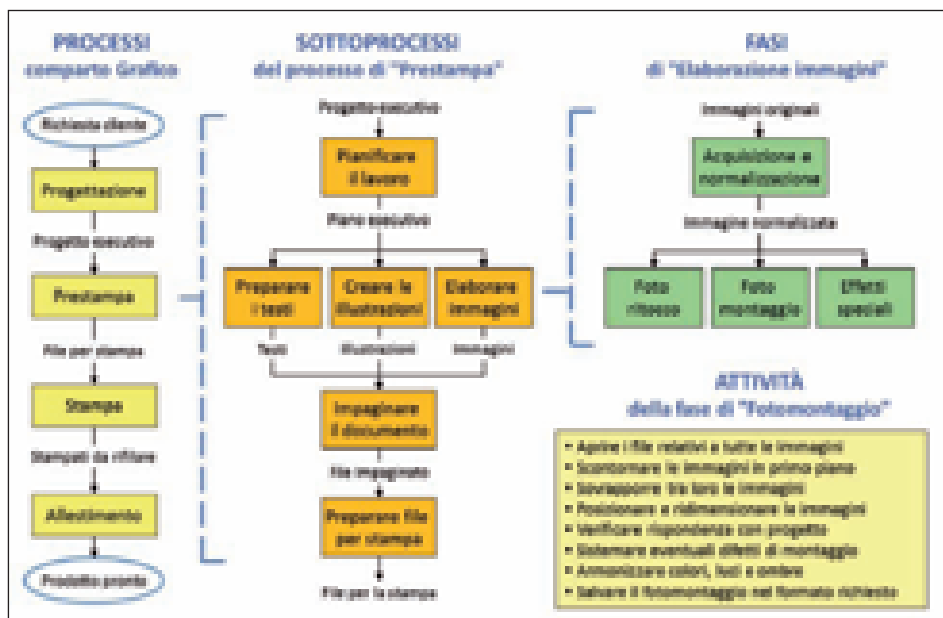 PROCESSI
comparto Grafico
Richiesta cliente
Progettazione
Progetto esecutivo
Prestampa
File per stampa
Stampa
Stampati da rifilare
Allestimento
Prodotto pronto
SOTTOPROCESSI
del processo di "Prestampa"
Progetto esecutivo
Pianificare
il lavoro
Piano esecutivo
Preparare
i testi
Creare le
illustrazioni
Elaborare
immagini
Testi
Illustrazioni
Immagini
Impaginare
il documento
File impaginato
Preparare file
per stampa
File per la stampa
FASI
di "Elaborazione immagini"
Immagini originali
Acquisizione e
normalizzazione
Immagine normalizzata
Foto
ritocco
Foto
montaggio
Effetti
speciali
ATTIVITÀ
della fase di "Fotomontaggio"
• Aprire i file relativi a tutte le immagini
• Scontornare le immagini in primo piano
• Sovrapporre tra loro le immagini
• Posizionare e ridimensionare le immagini
• Verificare rispondenza con progetto
• Sistemare eventuali difetti di montaggio
• Armonizzare colori, luci e ombre
• Salvare il fotomontaggio nel formato richiesto